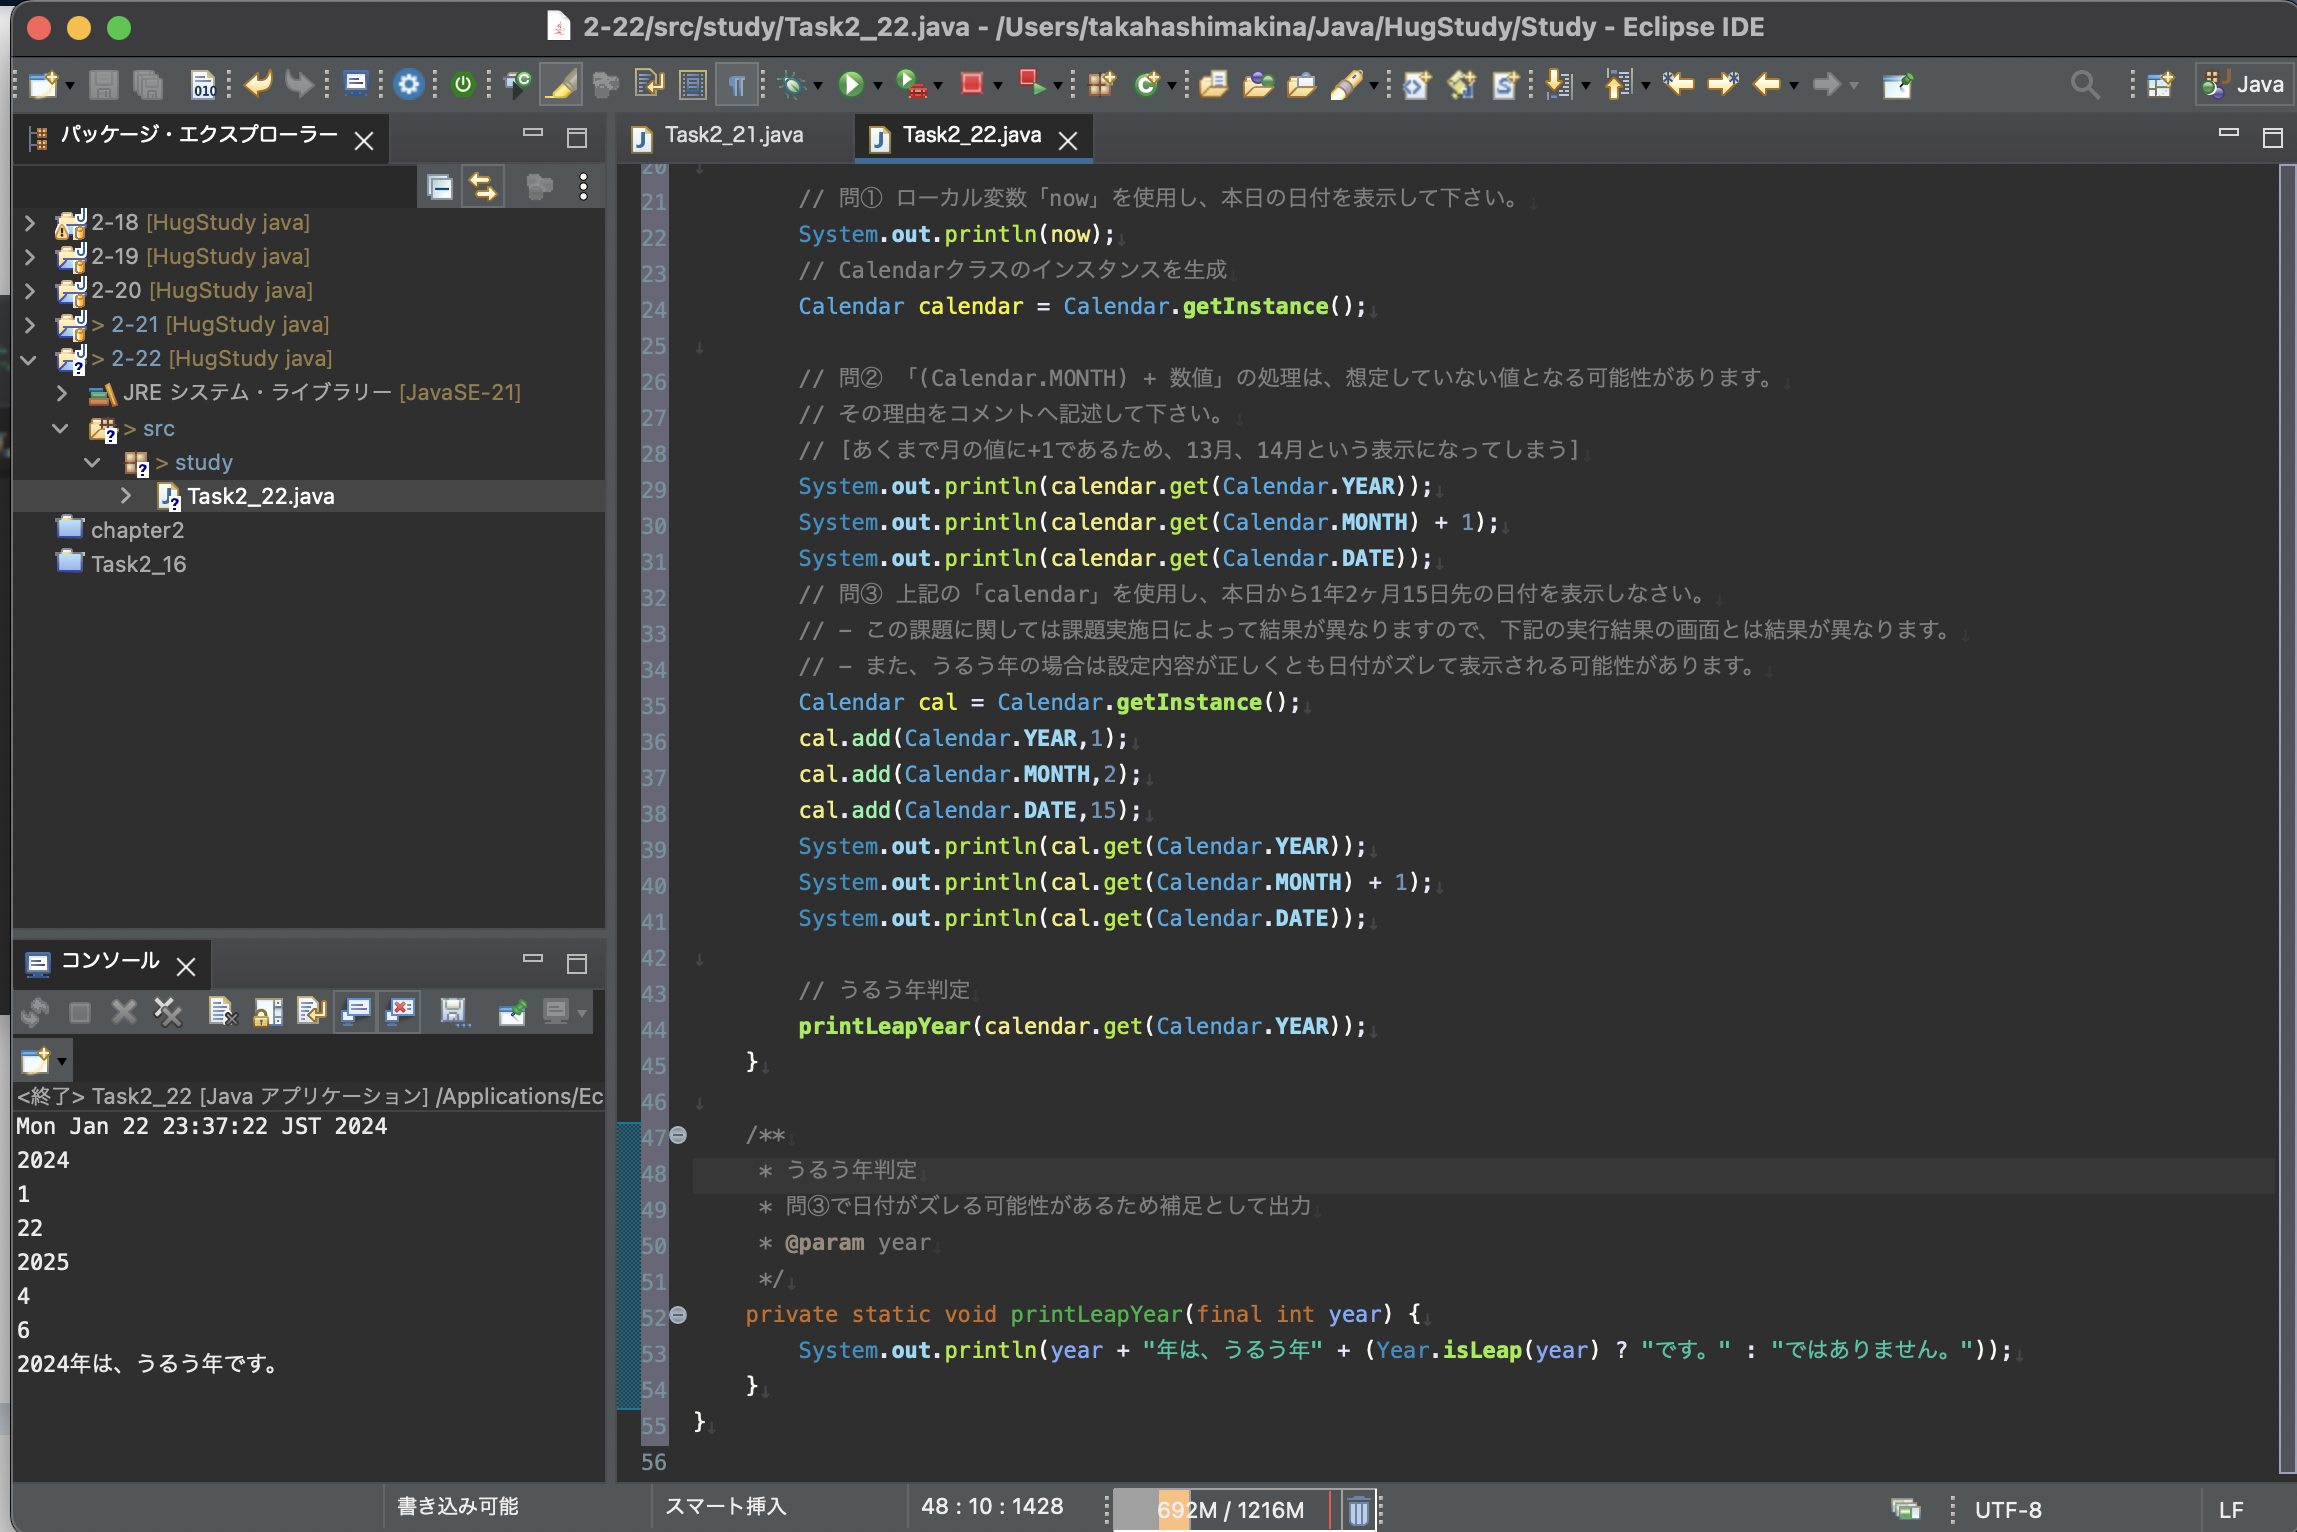 2-22/src/study/Task2_22.java - /Users/takahashimakina/Java/HugStudy/Study - Eclipse IDE
010
Java
パッケージ・エクスプローラー
2-18 [HugStudy java]
2-19 [HugStudy java]
2-20 [HugStudy java]
> 2-21 [HugStudy java]
> 2-22 [HugStudy java]
JRE システム・ライブラリー [JavaSE-21]
> src
> study
Task2_22.java
chapter2
Task2_16
コンソール
<終了> Task2_22 [Java アプリケーション] /Applications/Ec
Mon Jan 22 23:37:22 JST 2024
2024
1
22
2025
4
6
2024年は、うるう年です。
Task2_21.java
Task2_22.java
20
21 // 問① ローカル変数「now」を使用し、本日の日付を表示して下さい。
22 System.out.println(now);
23 // Calendarクラスのインスタンスを生成
24 Calendar calendar = Calendar.getInstance();
25
26 // 問② 「(Calendar.MONTH) + 数値」の処理は、想定していない値となる可能性があります。
27 // その理由をコメントへ記述して下さい。
28 // [あくまで月の値に+1であるため、13月、14月という表示になってしまう]
29 System.out.println(calendar.get(Calendar.YEAR));
30 System.out.println(calendar.get(Calendar.MONTH) + 1);
31 System.out.println(calendar.get(Calendar.DATE));
32 // 問③ 上記の「calendar」を使用し、本日から1年2ヶ月15日先の日付を表示しなさい。
33 // – この課題に関しては課題実施日によって結果が異なりますので、下記の実行結果の画面とは結果が異なります。
34 // – また、うるう年の場合は設定内容が正しくとも日付がズレて表示される可能性があります。
35 Calendar cal = Calendar.getInstance();
36 cal.add(Calendar.YEAR,1);
37 cal.add(Calendar.MONTH,2);
38 cal.add(Calendar.DATE,15);
39 System.out.println(cal.get(Calendar.YEAR));
40 System.out.println(cal.get(Calendar.MONTH) + 1);
41 System.out.println(cal.get(Calendar.DATE));
42
43 // うるう年判定
44 printLeapYear(calendar.get(Calendar.YEAR));
45 }
46
47 /**
48 * うるう年判定
49 * 問③で日付がズレる可能性があるため補足として出力
50 * @param year
51 */
52 private static void printLeapYear(final int year) {
53 System.out.println(year + "年は、うるう年" + (Year.isLeap(year) ? "です。" : "ではありません。"));
54 }
55 }
56
書き込み可能
スマート挿入
48 : 10 : 1428
692M / 1216M
UTF-8
LF